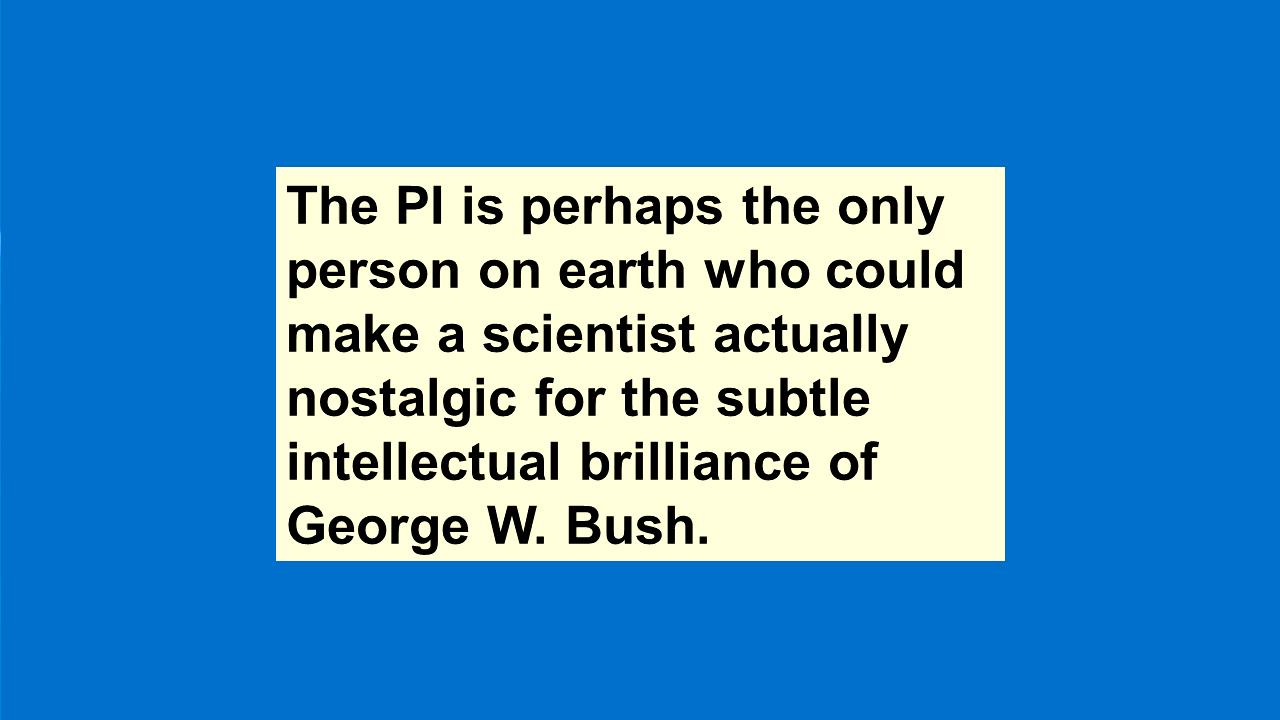 The PI is perhaps the only
person on earth who could
make a scientist actually
nostalgic for the subtle
intellectual brilliance of
George W. Bush.